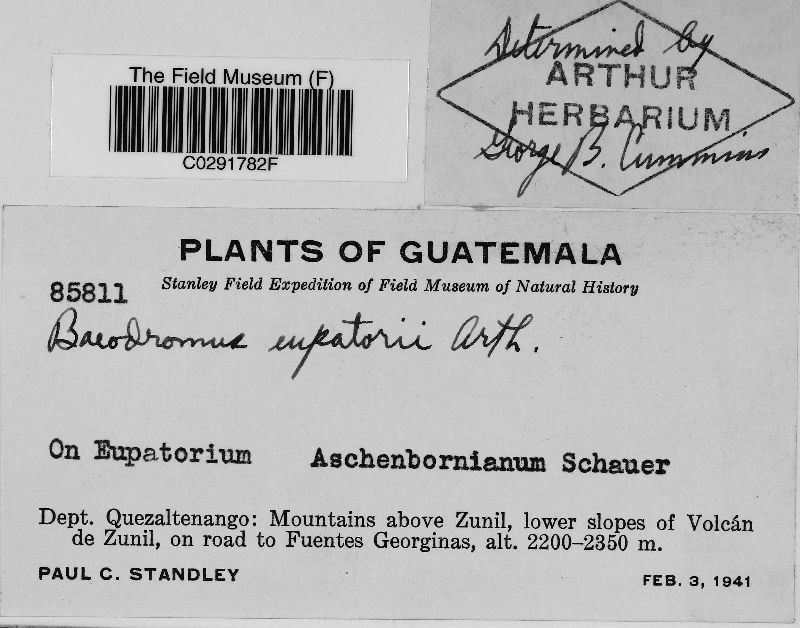 The Field Museum (F)
C0291782F
Determined by
ARTHUR
HERBARIUM
George B. Cummins
PLANTS OF GUATEMALA
85811
Stanley Field Expedition of Field Museum of Natural History
Baeodromus eupatorii Arth.
On Eupatorium Aschenbornianum Schauer
Dept. Quezaltenango: Mountains above Zunil, lower slopes of Volcán
de Zunil, on road to Fuentes Georginas, alt. 2200–2350 m.
PAUL C. STANDLEY
FEB. 3, 1941